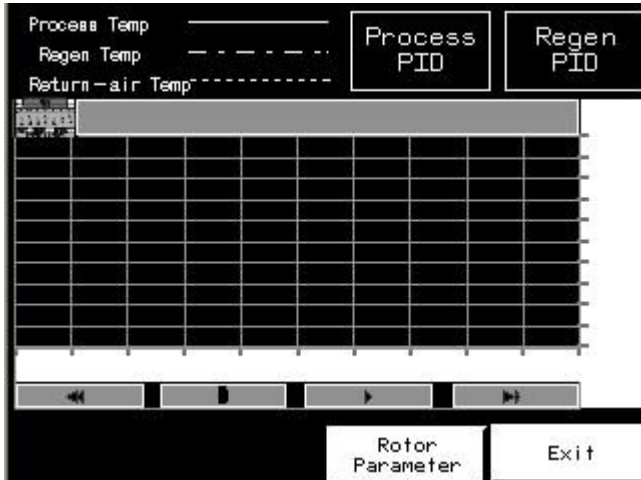 Process Temp
Regen Temp
Return-air Temp
Process
PID
Regen
PID
Rotor
Parameter
Exit